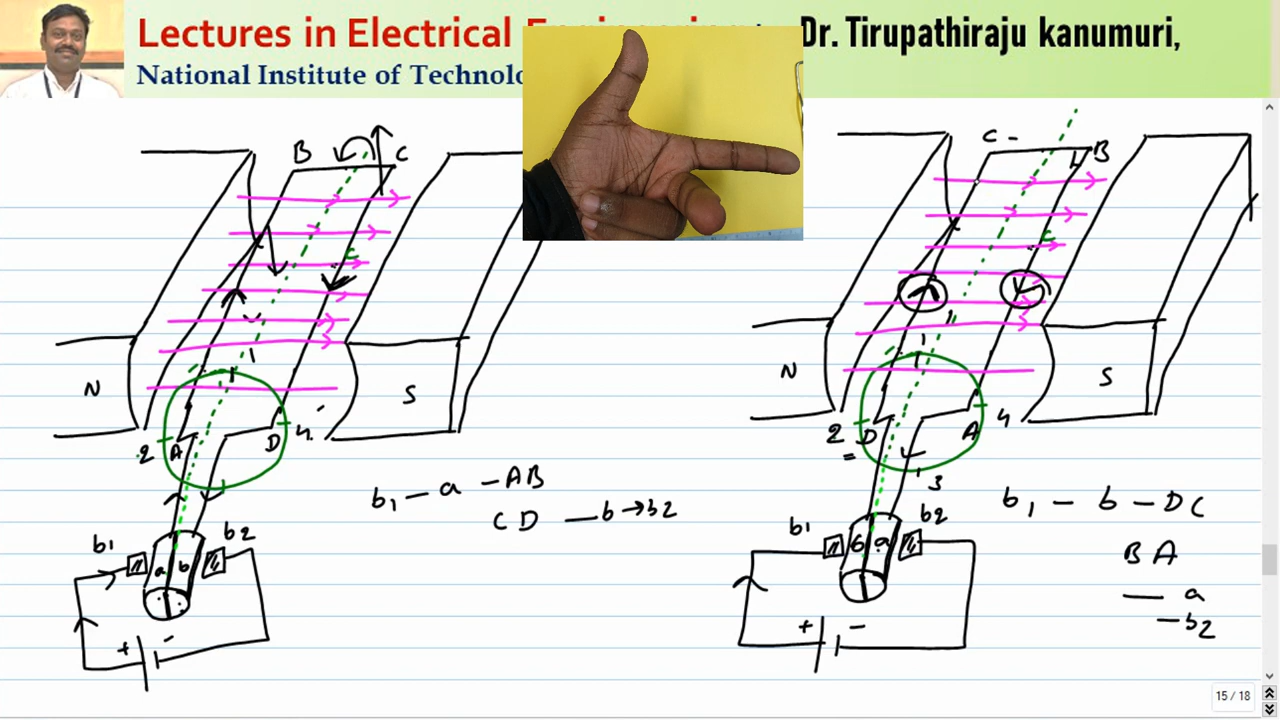 Lectures in Electrical
Dr. Tirupathiraju kanumuri,
National Institute of Technolo
B
C
N
S
2
A
D
4
b1
b2
a
b
+
-
b1 — a — AB
CD — b → b2
C -
B
N
S
2
D
A
4
3
b1
b2
b
a
+
-
b1 — b — DC
BA
— a
— b2
15 / 18